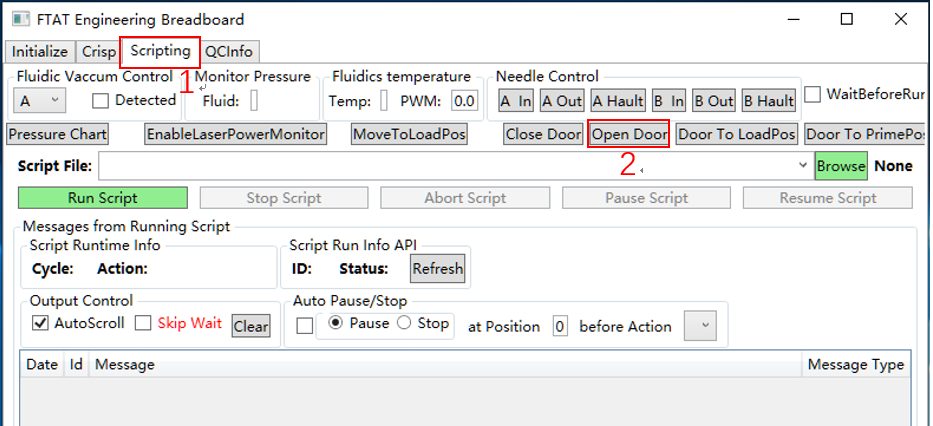 FTAT Engineering Breadboard
Initialize Crisp Scripting QCInfo
1
Fluidic Vaccum Control Monitor Pressure Fluidics temperature Needle Control
A Detected Fluid: Temp: PWM: 0.0 A In A Out A Hault B In B Out B Hault WaitBeforeRun
Pressure Chart EnableLaserPowerMonitor MoveToLoadPos Close Door Open Door Door To LoadPos Door To PrimePos
2
Script File: Browse None
Run Script Stop Script Abort Script Pause Script Resume Script
Messages from Running Script
Script Runtime Info Script Run Info API
Cycle: Action: ID: Status: Refresh
Output Control Auto Pause/Stop
AutoScroll Skip Wait Clear Pause Stop at Position 0 before Action
Date Id Message Message Type